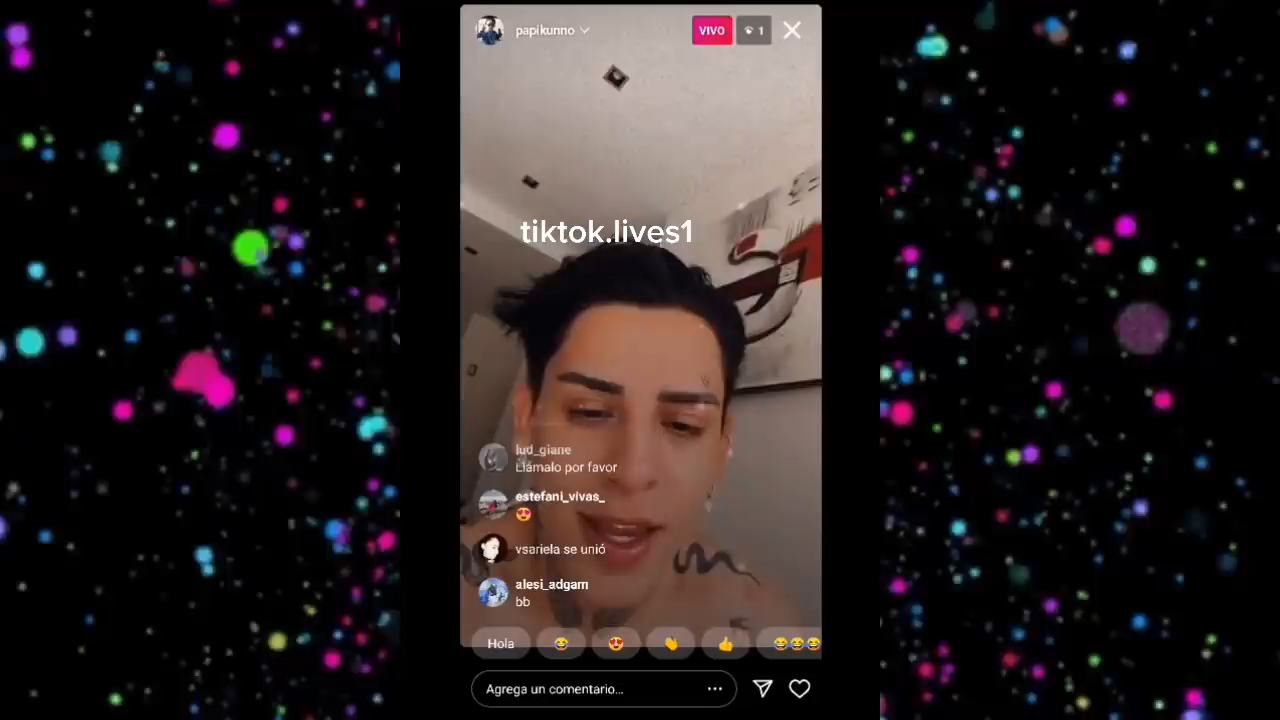 papikunno
VIVO
1
tiktok.lives1
lud_giane
Llámalo por favor
estefani_vivas_
😍
vsariela se unió
alesi_adgam
bb
Hola 😂 😍 👏 👍 😂😂😂
Agrega un comentario...